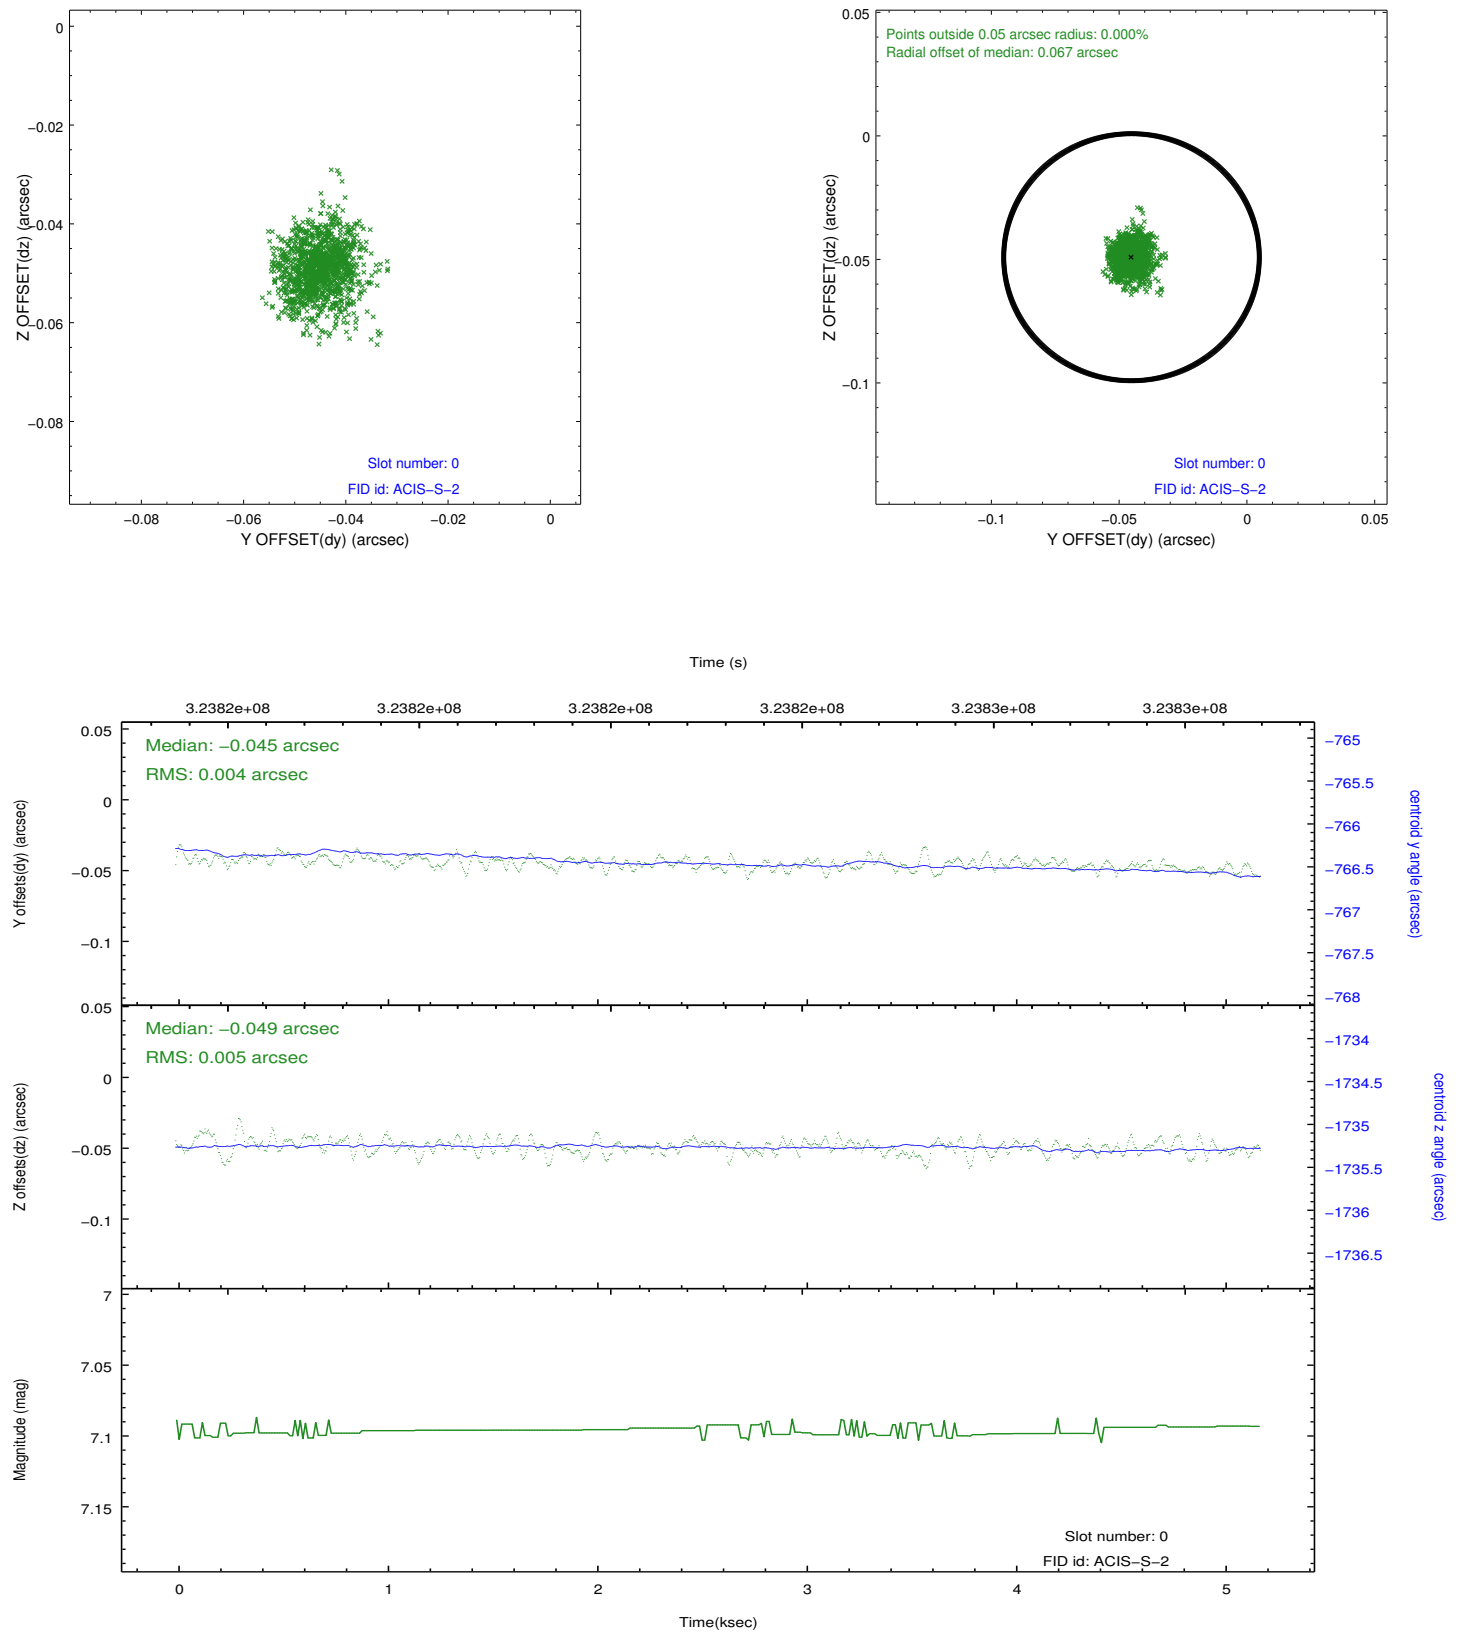 0
−0.02
−0.04
−0.06
−0.08
Z OFFSET(dz) (arcsec)
Slot number: 0
FID id: ACIS−S−2
−0.08
−0.06
−0.04
−0.02
0
Y OFFSET(dy) (arcsec)
0.05
Points outside 0.05 arcsec radius: 0.000%
Radial offset of median: 0.067 arcsec
0
−0.05
−0.1
Z OFFSET(dz) (arcsec)
Slot number: 0
FID id: ACIS−S−2
−0.1
−0.05
0
0.05
Y OFFSET(dy) (arcsec)
Time (s)
3.2382e+08
3.2382e+08
3.2382e+08
3.2382e+08
3.2383e+08
3.2383e+08
0.05
0
−0.05
−0.1
Y offsets(dy) (arcsec)
Median: −0.045 arcsec
RMS: 0.004 arcsec
−765
−765.5
−766
−766.5
−767
−767.5
−768
centroid y angle (arcsec)
0.05
0
−0.05
−0.1
Z offsets(dz) (arcsec)
Median: −0.049 arcsec
RMS: 0.005 arcsec
−1734
−1734.5
−1735
−1735.5
−1736
−1736.5
centroid z angle (arcsec)
7
7.05
7.1
7.15
Magnitude (mag)
Slot number: 0
FID id: ACIS−S−2
0
1
2
3
4
5
Time(ksec)